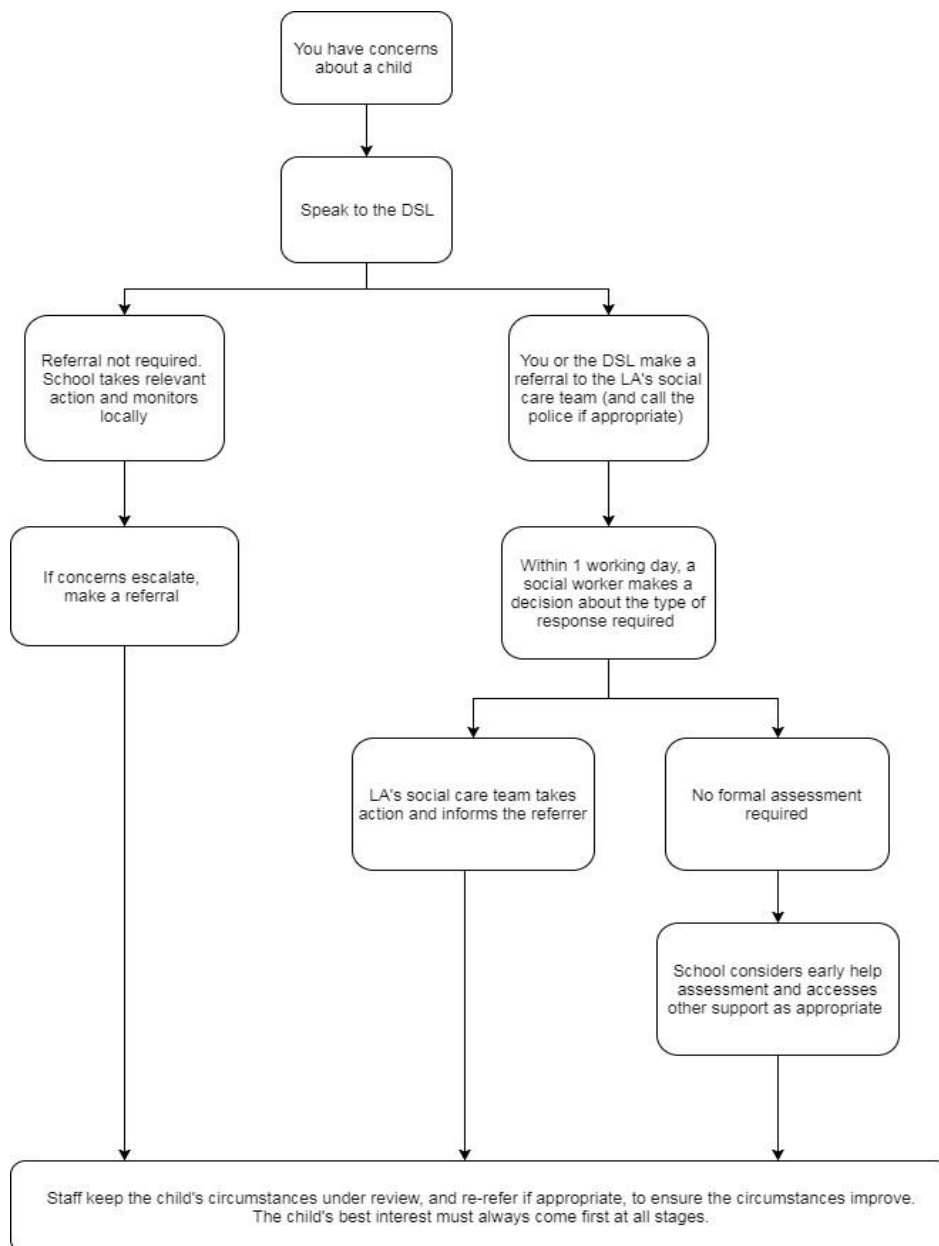 You have concerns
about a child
Speak to the DSL
Referral not required.
School takes relevant
action and monitors
locally
You or the DSL make a
referral to the LA's social
care team (and call the
police if appropriate)
If concerns escalate,
make a referral
Within 1 working day, a
social worker makes a
decision about the type of
response required
LA's social care team takes
action and informs the referrer
No formal assessment
required
School considers early help
assessment and accesses
other support as appropriate
Staff keep the child's circumstances under review, and re-refer if appropriate, to ensure the circumstances improve.
The child's best interest must always come first at all stages.